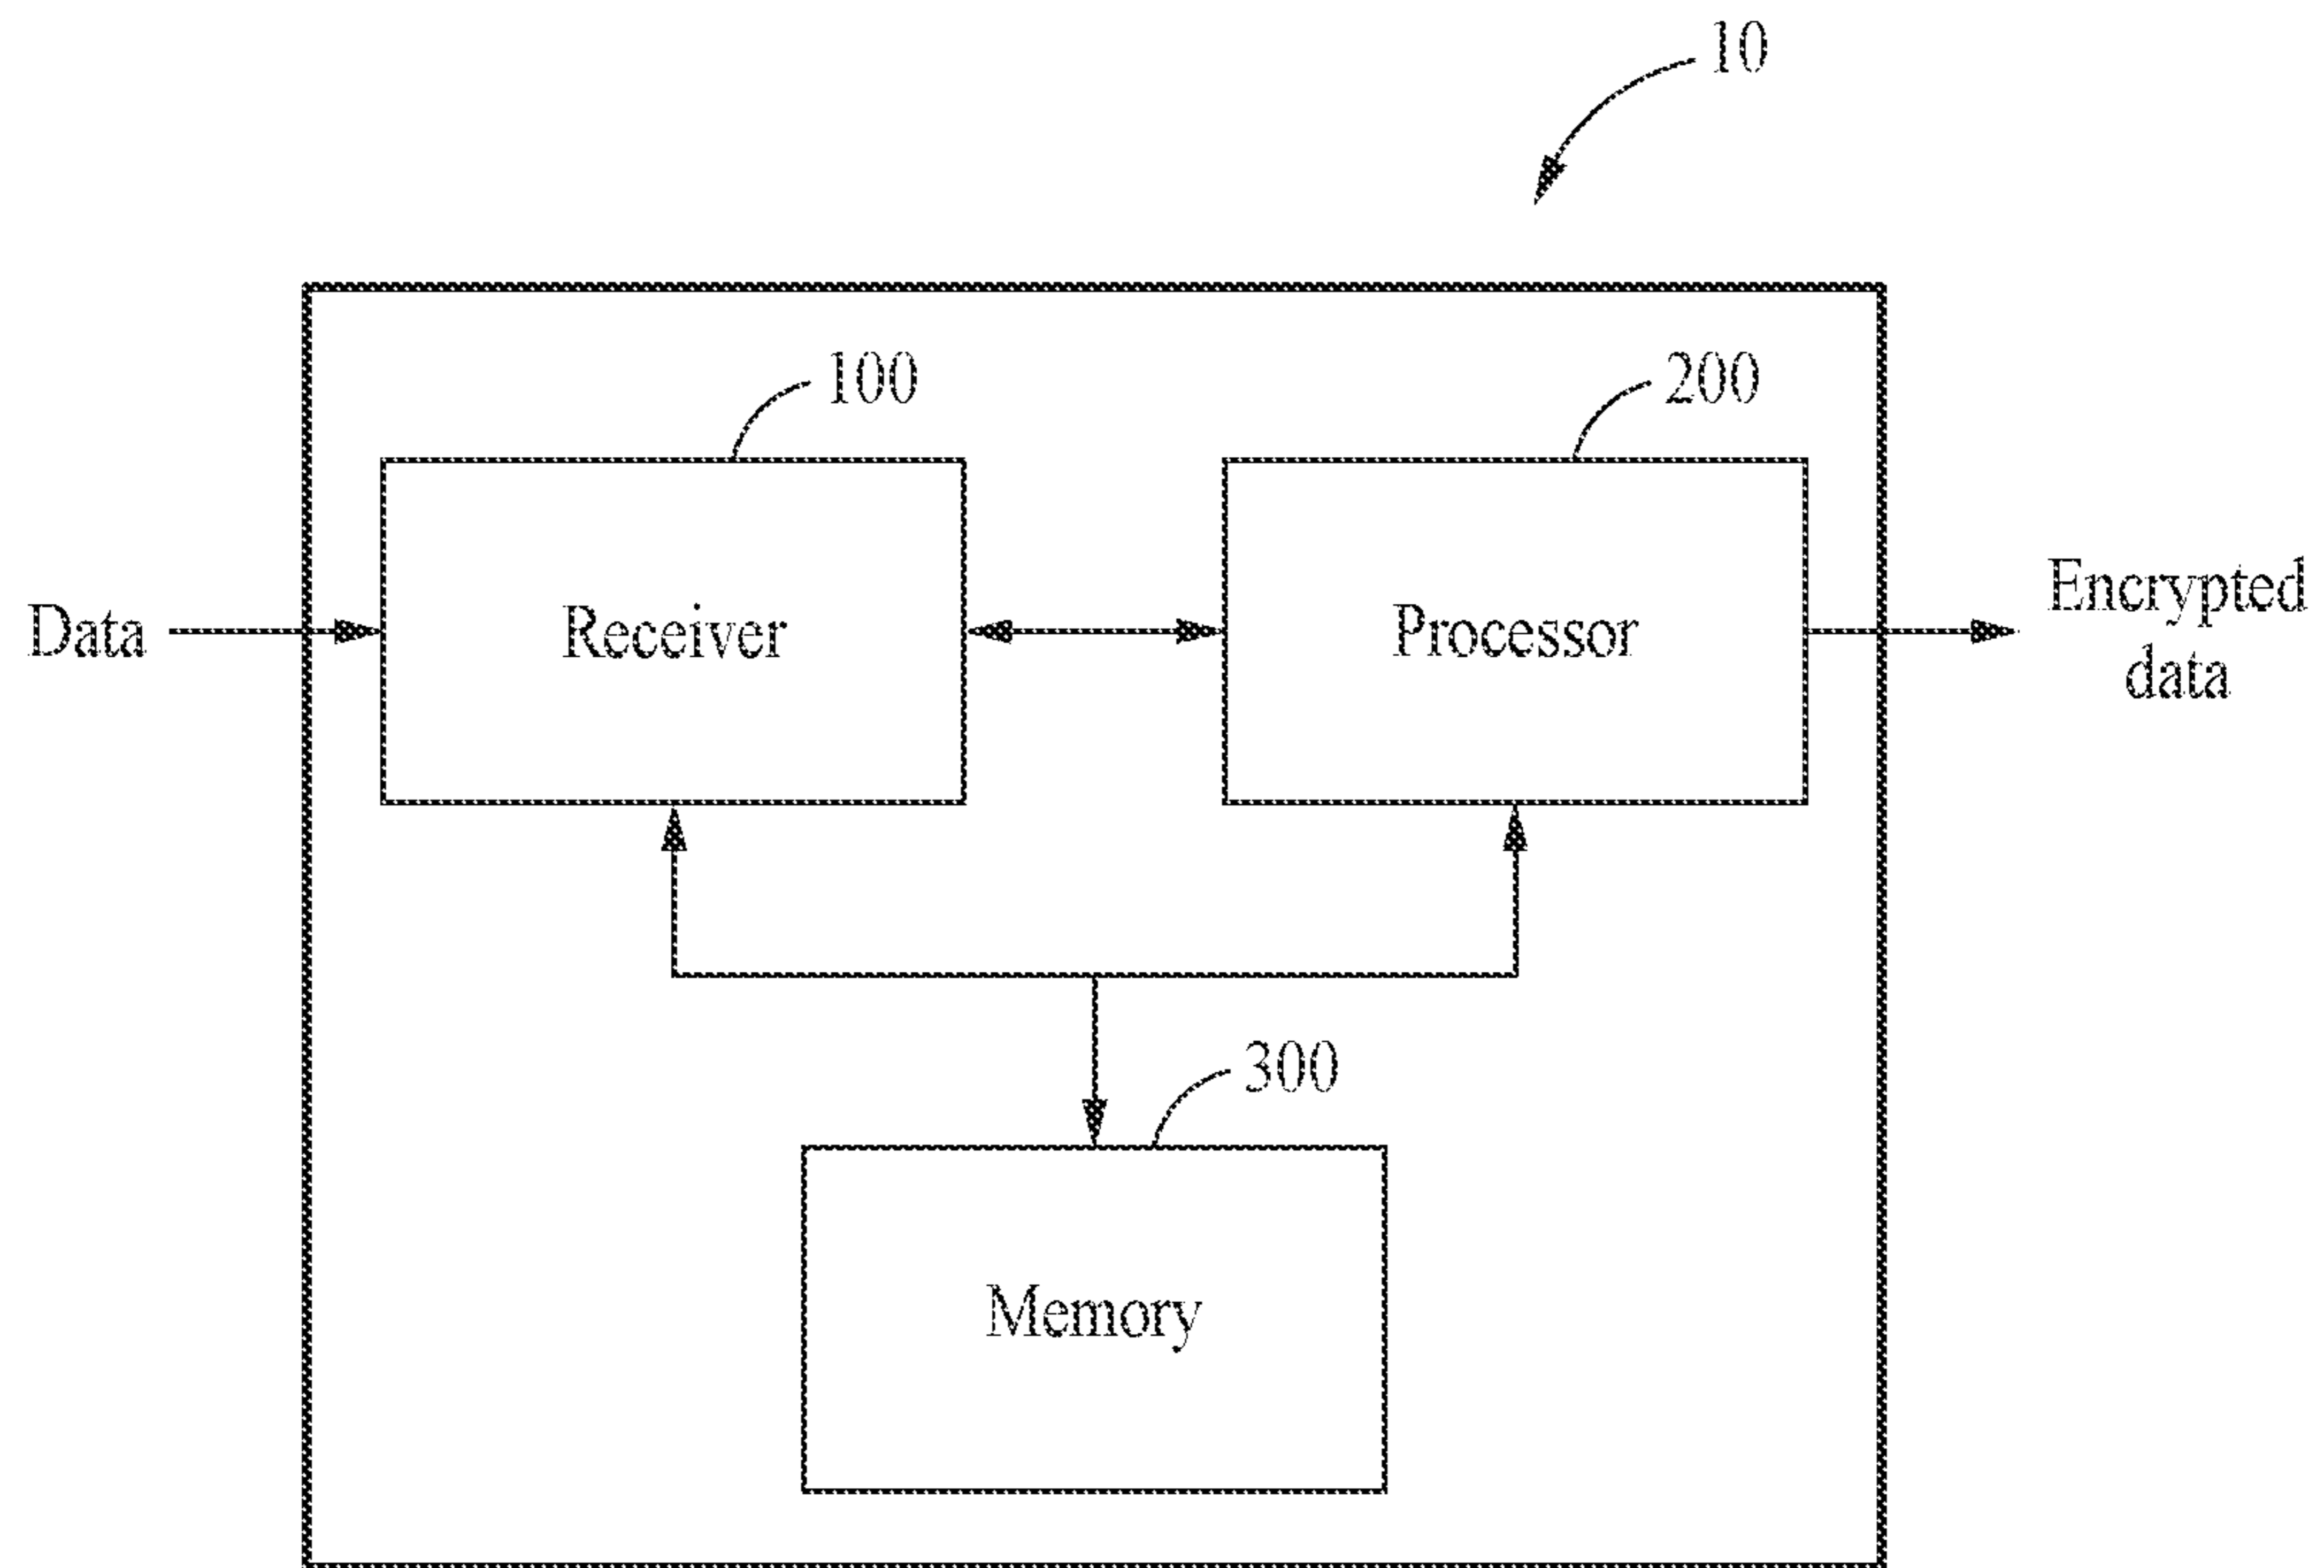 10
100
200
Data
Receiver
Processor
Encrypted
data
300
Memory